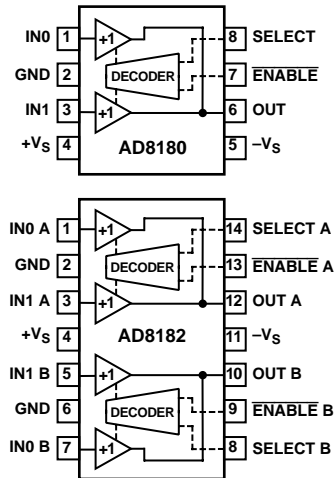 IN0 1 +1 8 SELECT
GND 2 DECODER 7 ENABLE
IN1 3 +1 6 OUT
+VS 4 AD8180 5 –VS
IN0 A 1 +1 14 SELECT A
GND 2 DECODER 13 ENABLE A
IN1 A 3 +1 12 OUT A
+VS 4 AD8182 11 –VS
IN1 B 5 +1 10 OUT B
GND 6 DECODER 9 ENABLE B
IN0 B 7 +1 8 SELECT B